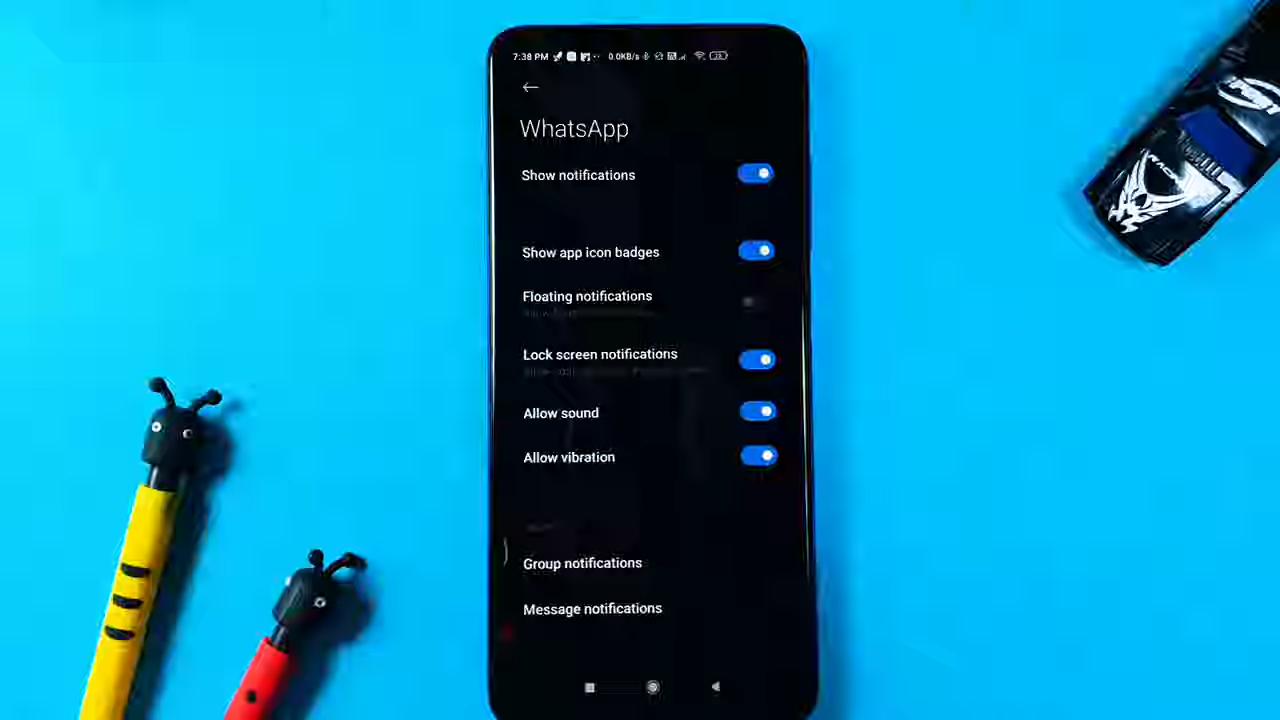 7:38 PM 0.0KB/s
WhatsApp
Show notifications
Show app icon badges
Floating notifications
Lock screen notifications
Allow sound
Allow vibration
Group notifications
Message notifications
RACE